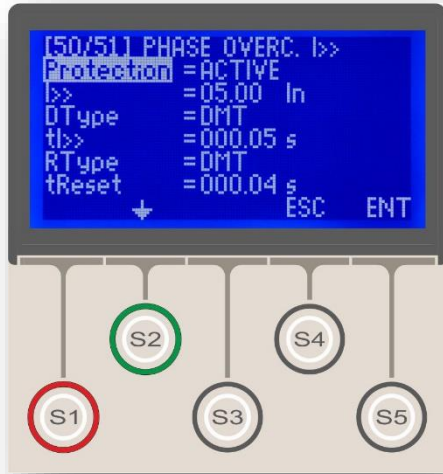 [50/51] PHASE OVERC. I>>
Protection =ACTIVE
I>> =05.00 In
DType =DMT
tI>> =000.05 s
RType =DMT
tReset =000.04 s
ESC ENT
S2 S4
S1 S3 S5